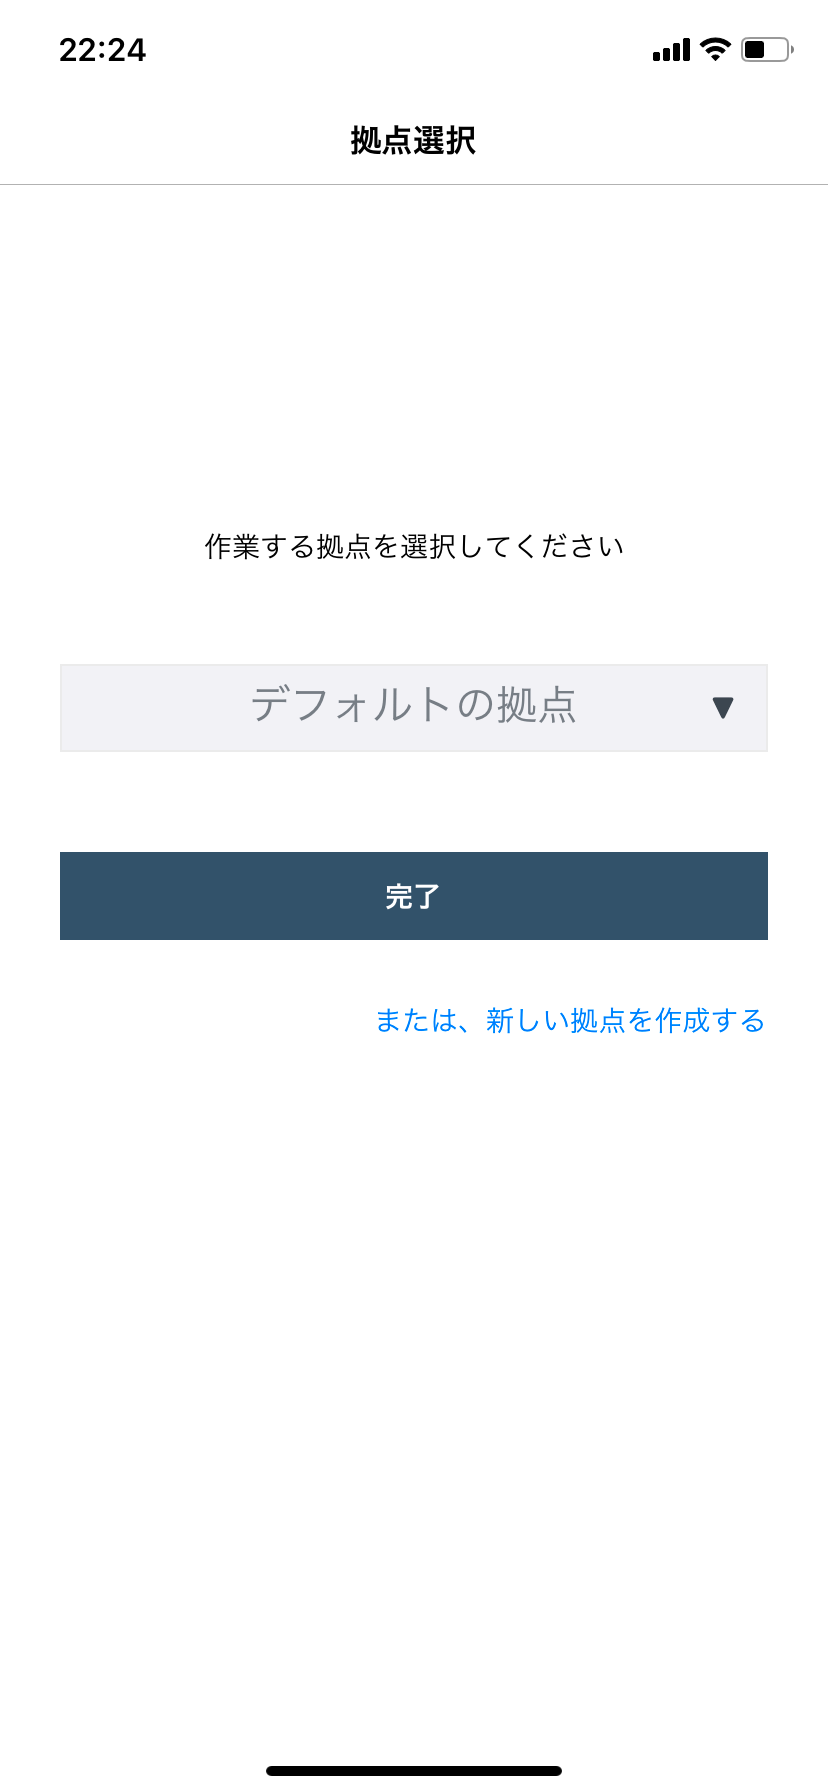 22:24
拠点選択
作業する拠点を選択してください
デフォルトの拠点 ▼
完了
または、新しい拠点を作成する